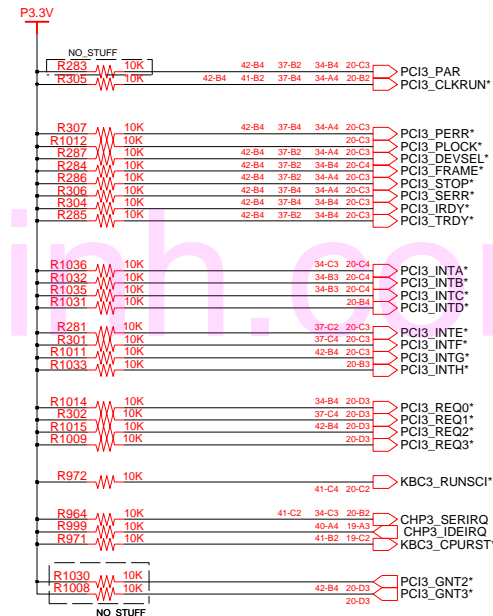 P3.3V
NO_STUFF
R283 10K 42-B4 37-B2 34-B4 20-C3 PCI3_PAR
R305 10K 42-B4 41-B2 37-B4 34-A4 20-B2 PCI3_CLKRUN*
R307 10K 42-B4 37-B4 34-A4 20-C3 PCI3_PERR*
R1012 10K 20-C3 PCI3_PLOCK*
R287 10K 42-B4 37-B2 34-A4 20-C3 PCI3_DEVSEL*
R284 10K 42-B4 37-B2 34-B4 20-C4 PCI3_FRAME*
R286 10K 42-B4 37-B2 34-A4 20-C3 PCI3_STOP*
R306 10K 42-B4 37-B4 34-A4 20-C3 PCI3_SERR*
R304 10K 42-B4 37-B2 34-B4 20-C3 PCI3_IRDY*
R285 10K 42-B4 37-B2 34-B4 20-C3 PCI3_TRDY*
inh.com
R1036 10K 34-C3 20-C4 PCI3_INTA*
R1032 10K 34-B3 20-C4 PCI3_INTB*
R1035 10K 34-B3 20-C4 PCI3_INTC*
R1031 10K 20-B4 PCI3_INTD*
R281 10K 37-C2 20-C3 PCI3_INTE*
R301 10K 37-C4 20-C3 PCI3_INTF*
R1011 10K 42-B4 20-C3 PCI3_INTG*
R1033 10K 20-B3 PCI3_INTH*
R1014 10K 34-B4 20-D3 PCI3_REQ0*
R302 10K 37-C4 20-D3 PCI3_REQ1*
R1015 10K 42-B4 20-D3 PCI3_REQ2*
R1009 10K 20-D3 PCI3_REQ3*
R972 10K 41-C4 20-C2 KBC3_RUNSCI*
R964 10K 41-C2 34-C3 20-B2 CHP3_SERIRQ
R999 10K 40-A4 19-A3 CHP3_IDEIRQ
R971 10K 41-B2 19-C2 KBC3_CPURST*
R1030 10K 42-B4 20-D3 PCI3_GNT2*
R1008 10K 20-D3 PCI3_GNT3*
NO_STUFF